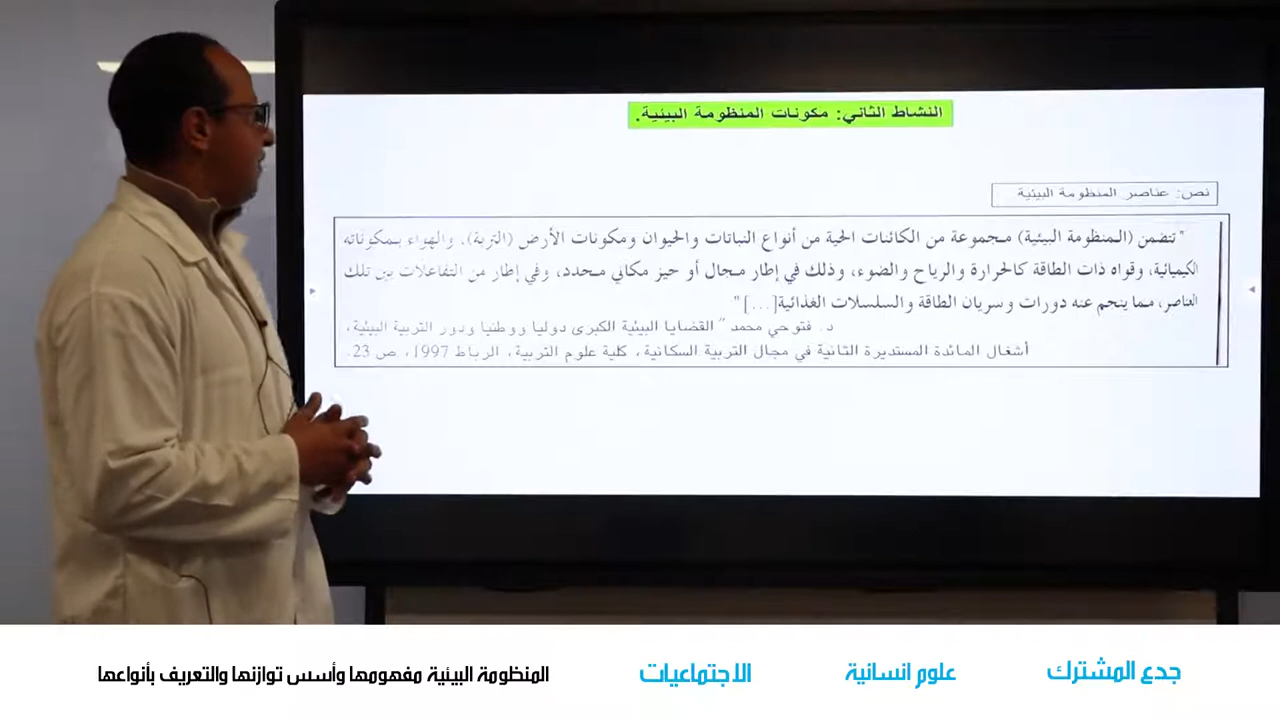 النشاط الثاني: مكونات المنظومة البيئية.
نص: عناصر المنظومة البيئية
"تتضمن (المنظومة البيئية) مجموعة من الكائنات الحية من أنواع النباتات والحيوان ومكونات الأرض (التربة)، والهواء بمكوناته
الكيميائية، وقواه ذات الطاقة كالحرارة والرياح والضوء، وذلك في إطار مجال أو حيز مكاني محدد، وفي إطار من التفاعلات بين تلك
العناصر، مما ينجم عنه دورات وسريان الطاقة والسلسلات الغذائية[...]"
د. فتوحي محمد "القضايا البيئية الكبرى دوليا ووطنيا ودور التربية البيئية،
أشغال المائدة المستديرة الثانية في مجال التربية السكانية، كلية علوم التربية، الرباط 1997، ص 23.
جدع المشترك علوم انسانية الاجتماعيات المنظومة البيئية مفهومها وأسس توازنها والتعريف بأنواعها